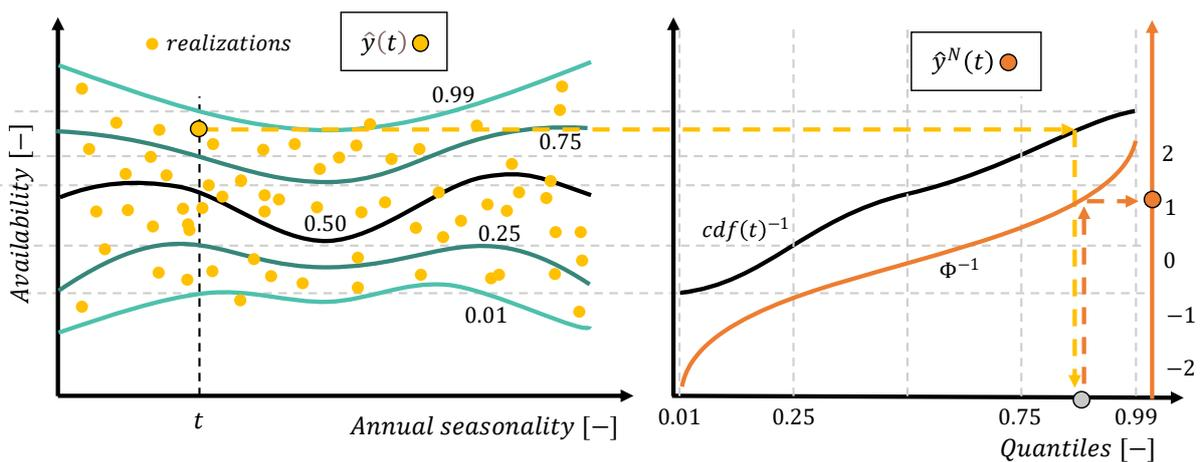 realizations
ŷ(t)
0.99
0.75
0.50
0.25
0.01
Availability [−]
t
Annual seasonality [−]
ŷᴺ(t)
cdf(t)⁻¹
Φ⁻¹
2
1
0
−1
−2
0.01 0.25 0.75 0.99
Quantiles [−]